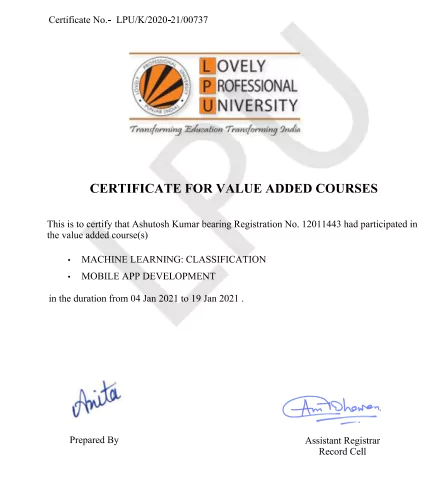 Certificate No.- LPU/K/2020-21/00737
LOVELY
PROFESSIONAL
UNIVERSITY
Transforming Education Transforming India
LPU
CERTIFICATE FOR VALUE ADDED COURSES
This is to certify that Ashutosh Kumar bearing Registration No. 12011443 had participated in
the value added course(s)
• MACHINE LEARNING: CLASSIFICATION
• MOBILE APP DEVELOPMENT
in the duration from 04 Jan 2021 to 19 Jan 2021 .
Anita
Prepared By
Assistant Registrar
Record Cell